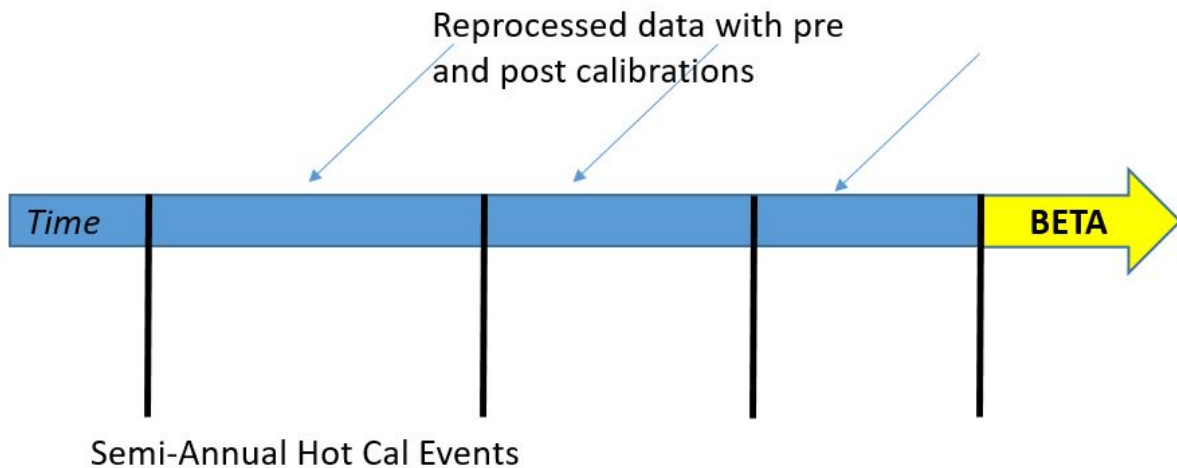 Reprocessed data with pre
and post calibrations
Time
BETA
Semi-Annual Hot Cal Events